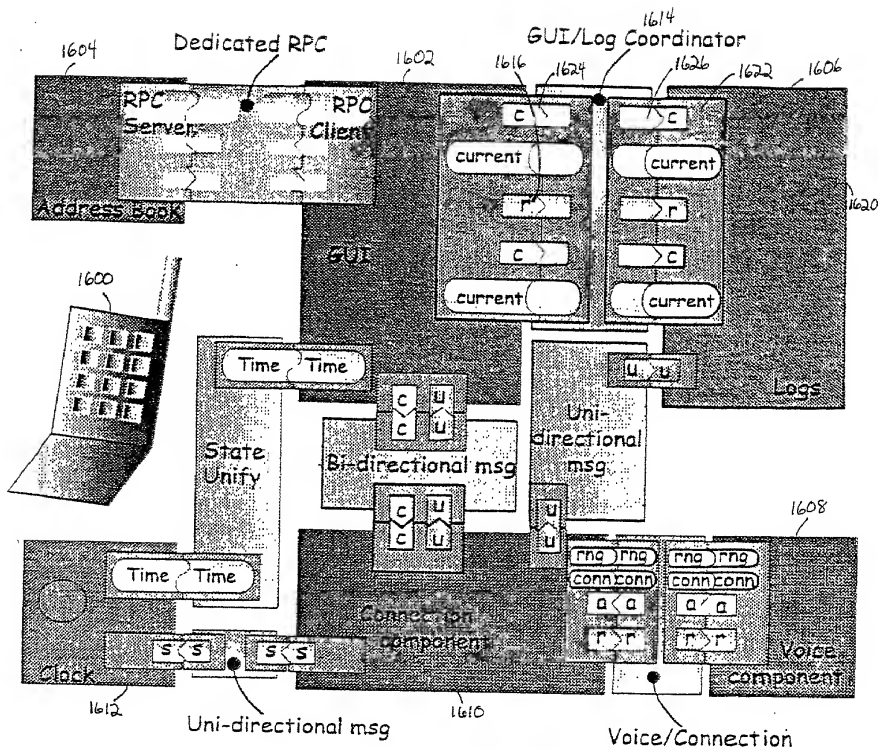 1604
Dedicated RPC
1602
GUI/Log Coordinator
1614
1616
1624
1626
1622
1606
RPC Server
RPC Client
Address Book
GUI
c
current
r
c
current
c
current
r
c
current
1620
Logs
1600
Time Time
State Unify
c u
c u
Bi-directional msg
c u
c u
Uni-directional msg
u u
u
u
1608
Time Time
Clock
s s
s s
Connection component
rng rng
conn conn
a a
r r
rng rng
conn conn
a a
r r
Voice component
1612
Uni-directional msg
1610
Voice/Connection